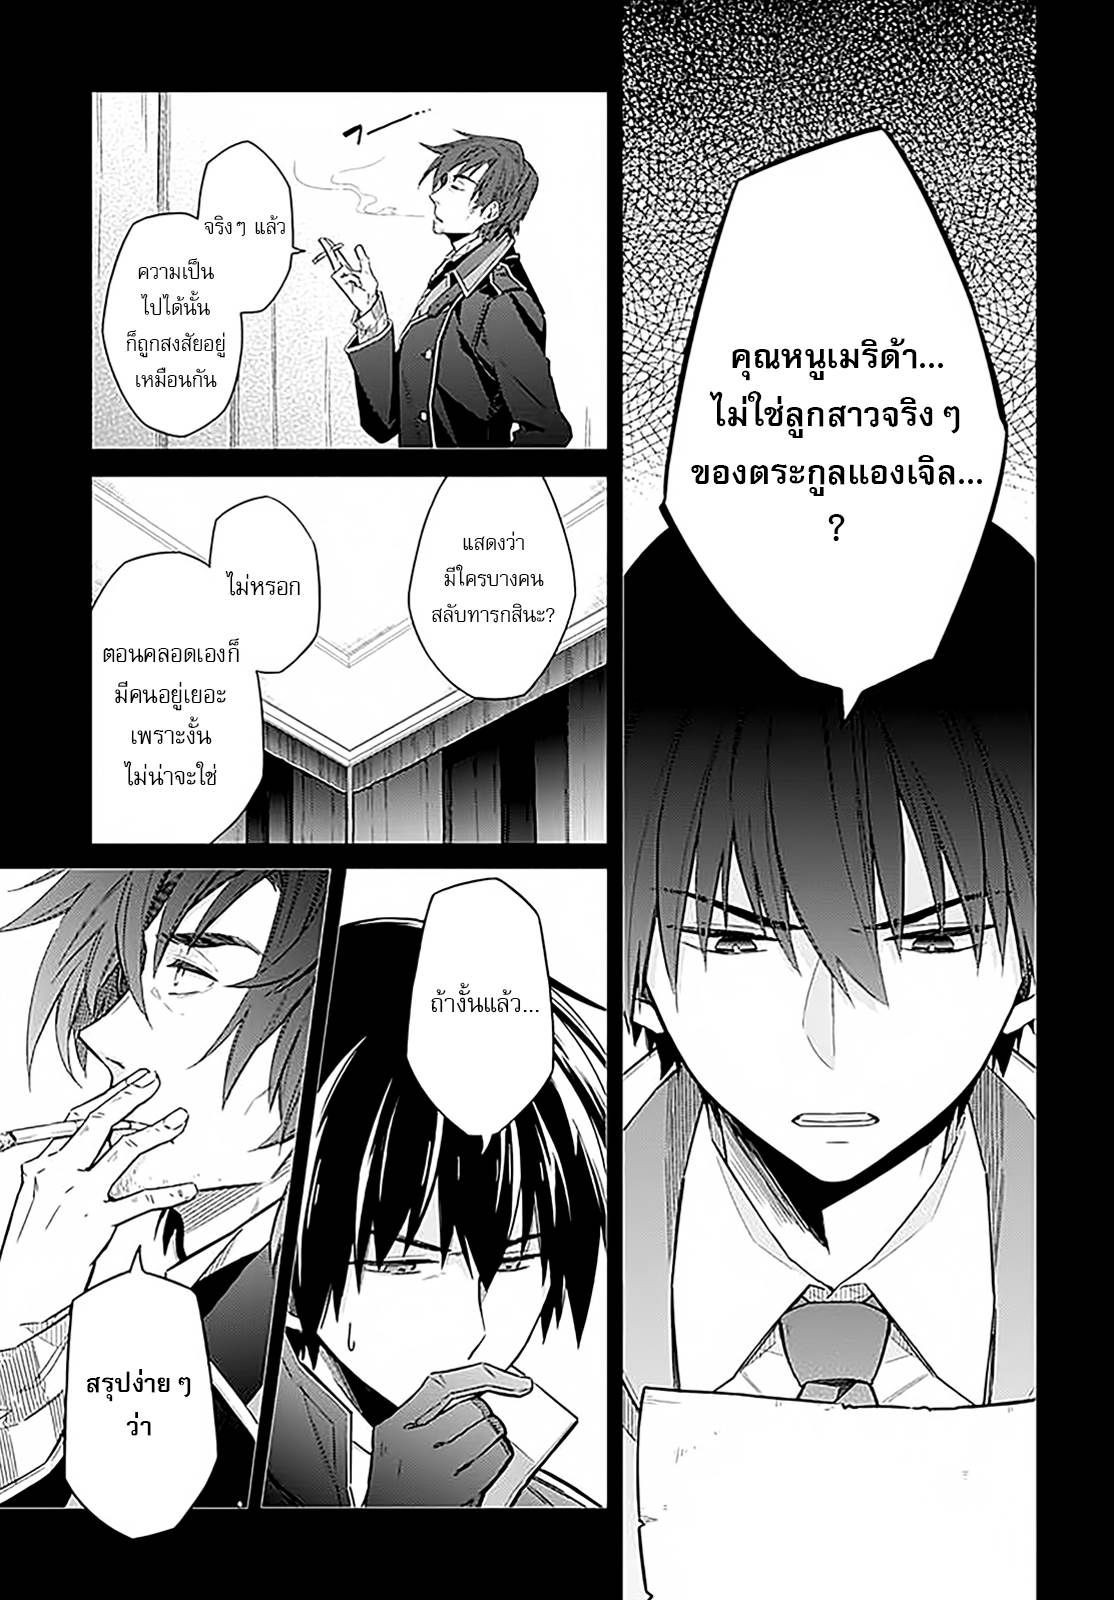 คุณหนูเมริด้า...
ไม่ใช่ลูกสาวจริง ๆ
ของตระกูลแองเจิล...
?
フー
จริง ๆ แล้ว
ความเป็น
ไปได้นั้น
ก็ถูกสงสัยอยู่
เหมือนกัน
แสดงว่า
มีใครบางคน
สลับทารกสินะ?
ไม่หรอก
ตอนคลอดเองก็
มีคนอยู่เยอะ
เพราะงั้น
ไม่น่าจะใช่
ถ้างั้นแล้ว...
สรุปง่าย ๆ
ว่า